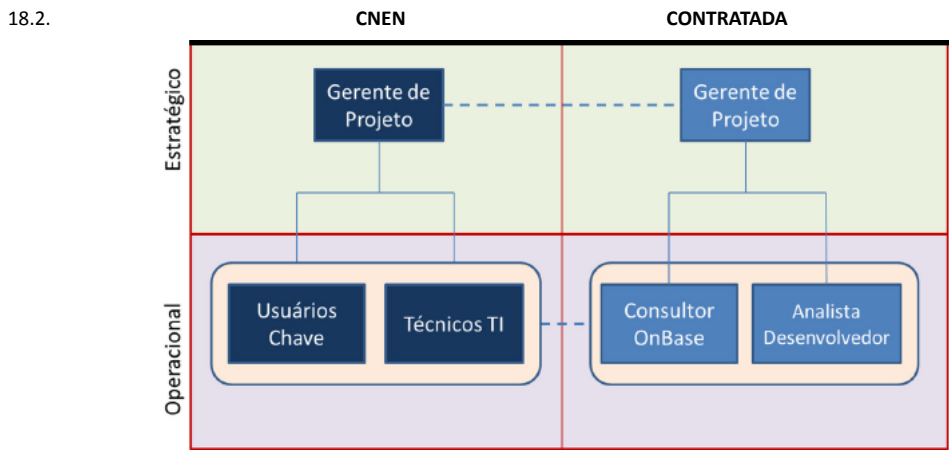 18.2.
CNEN
CONTRATADA
Estratégico
Gerente de
Projeto
Gerente de
Projeto
Operacional
Usuários
Chave
Técnicos TI
Consultor
OnBase
Analista
Desenvolvedor